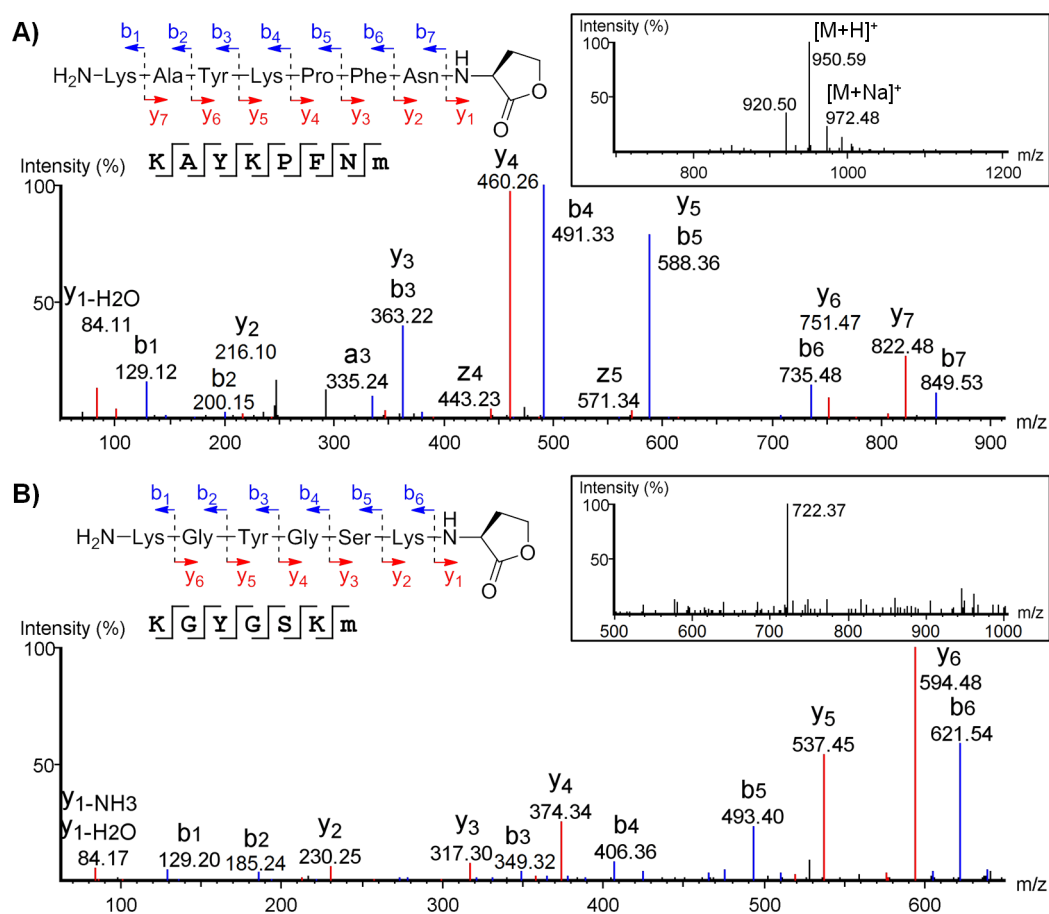 A)
b1 b2 b3 b4 b5 b6 b7
H2N-Lys-Ala-Tyr-Lys-Pro-Phe-Asn-N
H
O
O
y7 y6 y5 y4 y3 y2 y1
K A Y K P F N m
Intensity (%)
100
50
[M+H]+
950.59
920.50
[M+Na]+
972.48
m/z
800 1000 1200
Intensity (%)
100
50
y1-H2O
84.11
b1
129.12
y2
216.10
b2
200.15
a3
335.24
y3
b3
363.22
z4
443.23
y4
460.26
b4
491.33
z5
571.34
y5
b5
588.36
y6
751.47
b6
735.48
y7
822.48
b7
849.53
m/z
100 200 300 400 500 600 700 800 900
B)
b1 b2 b3 b4 b5 b6
H2N-Lys-Gly-Tyr-Gly-Ser-Lys-N
H
O
O
y6 y5 y4 y3 y2 y1
K G Y G S K m
Intensity (%)
100
50
722.37
m/z
500 600 700 800 900 1000
Intensity (%)
100
50
y1-NH3
y1-H2O
84.17
b1
129.20
b2
185.24
y2
230.25
y3
317.30
b3
349.32
y4
374.34
b4
406.36
b5
493.40
y5
537.45
y6
594.48
b6
621.54
m/z
100 200 300 400 500 600